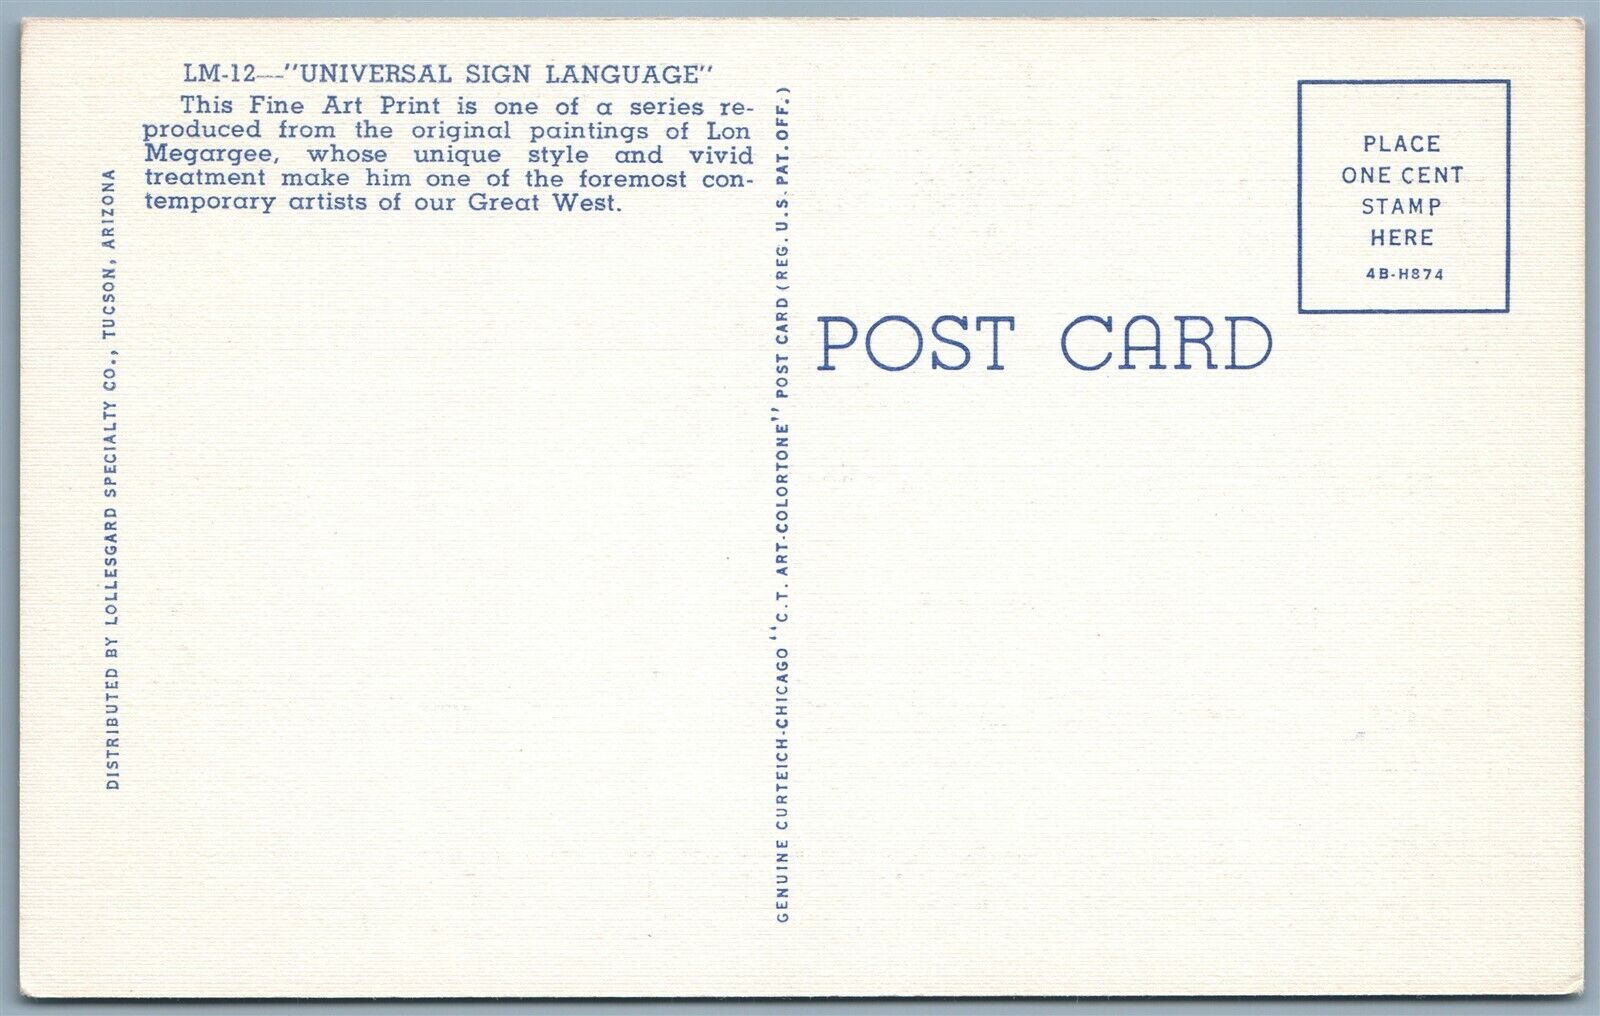 LM-12—"UNIVERSAL SIGN LANGUAGE"
This Fine Art Print is one of a series re-
produced from the original paintings of Lon
Megargee, whose unique style and vivid
treatment make him one of the foremost con-
temporary artists of our Great West.
DISTRIBUTED BY LOLLESGARD SPECIALTY CO., TUCSON, ARIZONA
GENUINE CURTEICH-CHICAGO "C.T. ART-COLORTONE" POST CARD (REG. U.S. PAT. OFF.)
POST CARD
PLACE
ONE CENT
STAMP
HERE
4B-H874